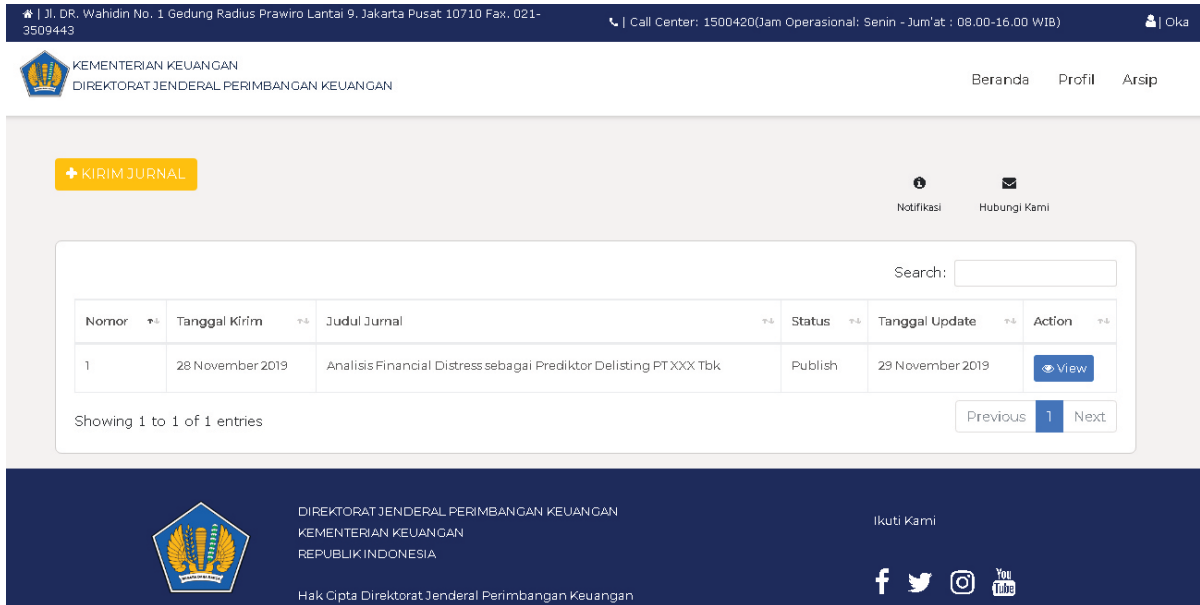 | Jl. DR. Wahidin No. 1 Gedung Radius Prawiro Lantai 9. Jakarta Pusat 10710 Fax. 021-
3509443
| Call Center: 1500420(Jam Operasional: Senin - Jum'at : 08.00-16.00 WIB)
| Oka
KEMENTERIAN KEUANGAN
DIREKTORAT JENDERAL PERIMBANGAN KEUANGAN
Beranda Profil Arsip
KIRIM JURNAL
Notifikasi Hubungi Kami
Search:
Nomor Tanggal Kirim Judul Jurnal Status Tanggal Update Action
1 28 November 2019 Analisis Financial Distress sebagai Prediktor Delisting PT XXX Tbk Publish 29 November 2019 View
Showing 1 to 1 of 1 entries
Previous 1 Next
DIREKTORAT JENDERAL PERIMBANGAN KEUANGAN
KEMENTERIAN KEUANGAN
REPUBLIK INDONESIA
Hak Cipta Direktorat Jenderal Perimbangan Keuangan
Ikuti Kami
You
Tube